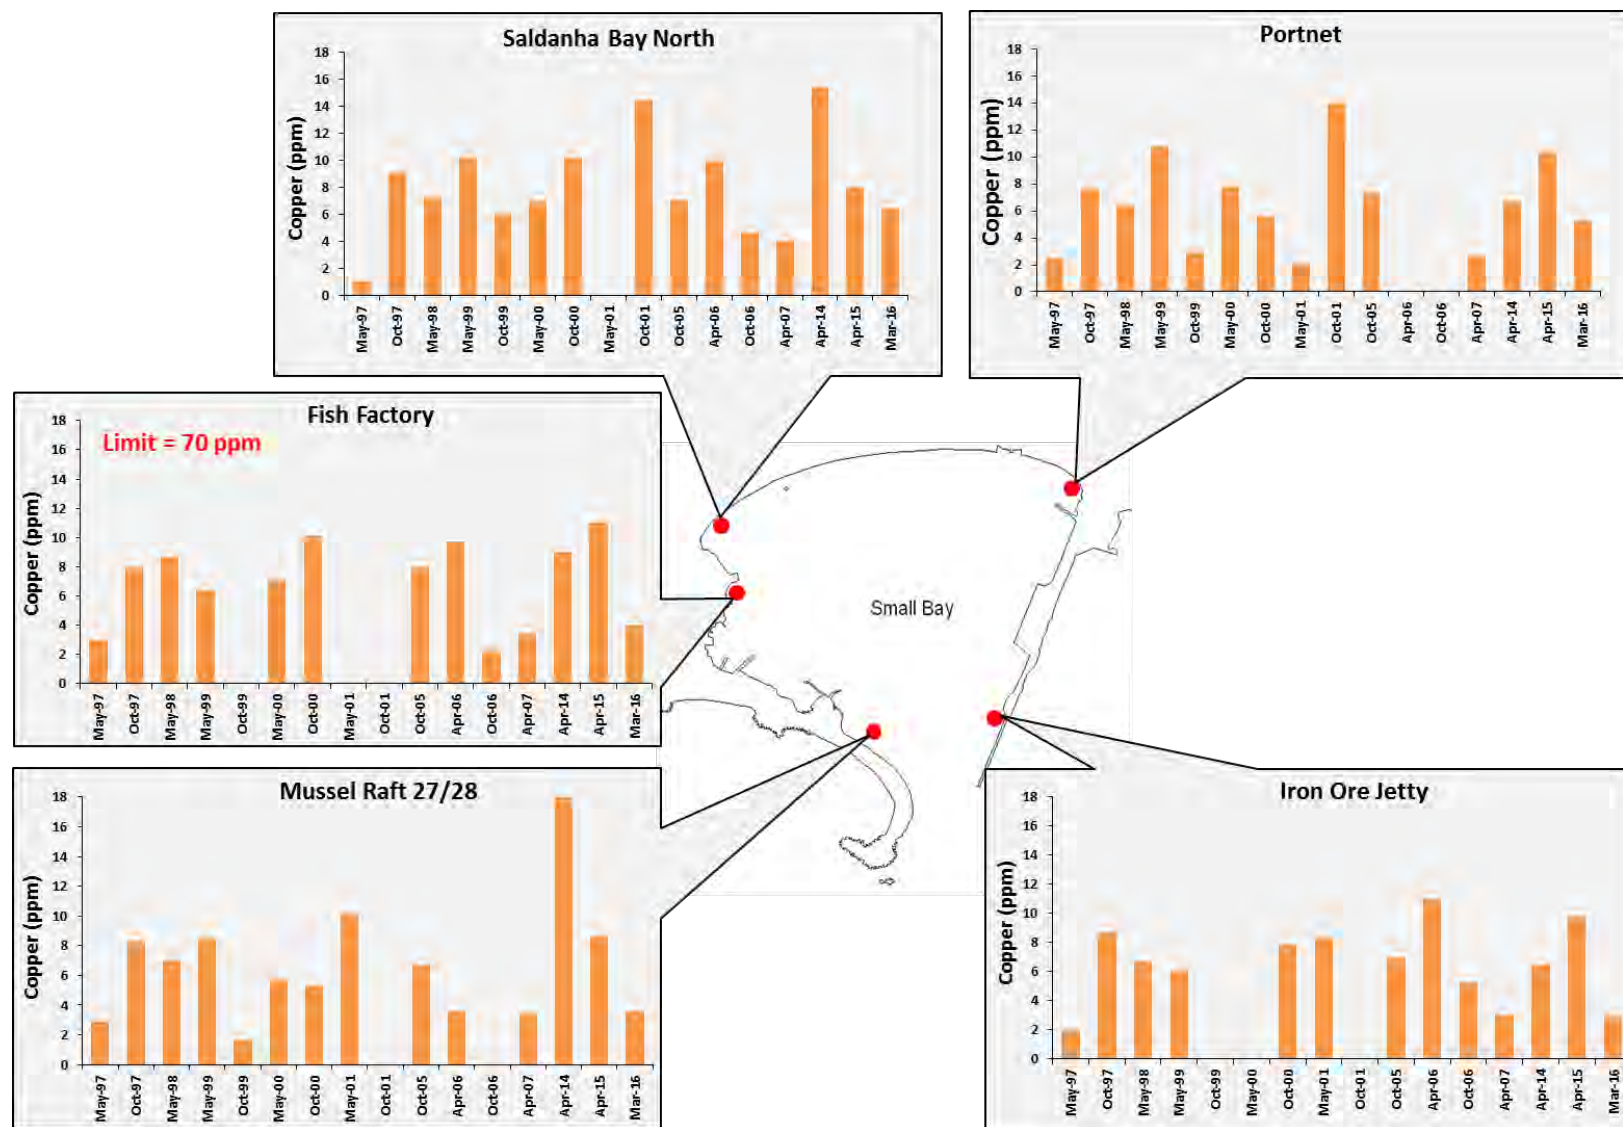 Saldanha Bay North
Copper (ppm)
18
16
14
12
10
8
6
4
2
0
May-97
Oct-97
May-98
May-99
Oct-99
May-00
Oct-00
May-01
Oct-01
Oct-05
Apr-06
Oct-06
Apr-07
Apr-14
Apr-15
Mar-16
Portnet
Copper (ppm)
18
16
14
12
10
8
6
4
2
0
May-97
Oct-97
May-98
May-99
Oct-99
May-00
Oct-00
May-01
Oct-01
Oct-05
Apr-06
Oct-06
Apr-07
Apr-14
Apr-15
Mar-16
Fish Factory
Limit = 70 ppm
Copper (ppm)
18
16
14
12
10
8
6
4
2
0
May-97
Oct-97
May-98
May-99
Oct-99
May-00
Oct-00
May-01
Oct-01
Oct-05
Apr-06
Oct-06
Apr-07
Apr-14
Apr-15
Mar-16
Small Bay
Mussel Raft 27/28
Copper (ppm)
18
16
14
12
10
8
6
4
2
0
May-97
Oct-97
May-98
May-99
Oct-99
May-00
Oct-00
May-01
Oct-01
Oct-05
Apr-06
Oct-06
Apr-07
Apr-14
Apr-15
Mar-16
Iron Ore Jetty
Copper (ppm)
18
16
14
12
10
8
6
4
2
0
May-97
Oct-97
May-98
May-99
Oct-99
May-00
Oct-00
May-01
Oct-01
Oct-05
Apr-06
Oct-06
Apr-07
Apr-14
Apr-15
Mar-16